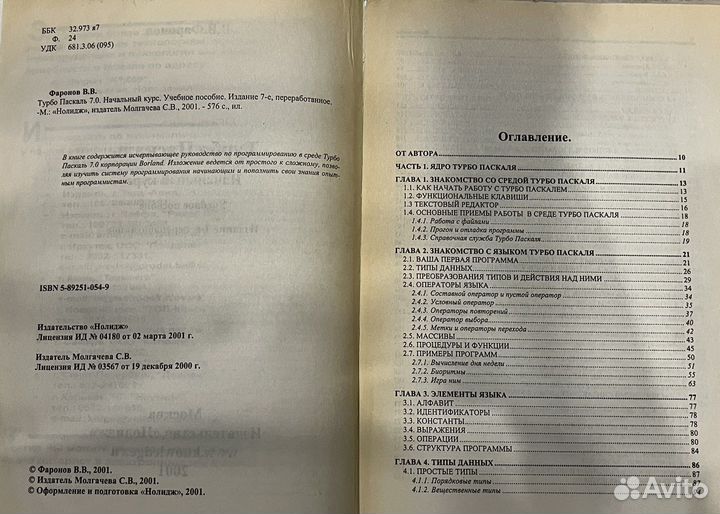 ББК 32.973 я7
Ф. 24
УДК 681.3.06 (095)
Фаронов В.В.
Турбо Паскаль 7.0. Начальный курс. Учебное пособие. Издание 7-е, переработанное.
-М.: «Нолидж», издатель Молгачева С.В., 2001. - 576 с., ил.
В книге содержится исчерпывающее руководство по программированию в среде Турбо
Паскаль 7.0 корпорации Borland. Изложение ведется от простого к сложному, позво-
ляя изучить систему программирования начинающим и пополнить свои знания опыт-
ным программистам.
ISBN 5-89251-054-9
Издательство «Нолидж»
Лицензия ИД № 04180 от 02 марта 2001 г.
Издатель Молгачева С.В.
Лицензия ИД № 03567 от 19 декабря 2000 г.
© Фаронов В.В., 2001.
© Издатель Молгачева С.В., 2001.
© Оформление и подготовка «Нолидж», 2001.
Оглавление.
ОТ АВТОРА 10
ЧАСТЬ 1. ЯДРО ТУРБО ПАСКАЛЯ 11
ГЛАВА 1. ЗНАКОМСТВО СО СРЕДОЙ ТУРБО ПАСКАЛЯ 13
1.1. КАК НАЧАТЬ РАБОТУ С ТУРБО ПАСКАЛЕМ 13
1.2. ФУНКЦИОНАЛЬНЫЕ КЛАВИШИ 15
1.3 ТЕКСТОВЫЙ РЕДАКТОР 16
1.4. ОСНОВНЫЕ ПРИЕМЫ РАБОТЫ В СРЕДЕ ТУРБО ПАСКАЛЯ 18
1.4.1. Работа с файлами 18
1.4.2. Прогон и отладка программы 18
1.4.3. Справочная служба Турбо Паскаля 19
ГЛАВА 2. ЗНАКОМСТВО С ЯЗЫКОМ ТУРБО ПАСКАЛЯ 21
2.1. ВАША ПЕРВАЯ ПРОГРАММА 21
2.2. ТИПЫ ДАННЫХ 26
2.3. ПРЕОБРАЗОВАНИЯ ТИПОВ И ДЕЙСТВИЯ НАД НИМИ 29
2.4. ОПЕРАТОРЫ ЯЗЫКА 34
2.4.1. Составной оператор и пустой оператор 34
2.4.2. Условный оператор 35
2.4.3. Операторы повторений 37
2.4.4. Оператор выбора 40
2.4.5. Метки и операторы перехода 42
2.5. МАССИВЫ 43
2.6. ПРОЦЕДУРЫ И ФУНКЦИИ 45
2.7. ПРИМЕРЫ ПРОГРАММ 50
2.7.1. Вычисление дня недели 51
2.7.2. Биоритмы 55
2.7.3. Игра ним 63
ГЛАВА 3. ЭЛЕМЕНТЫ ЯЗЫКА 77
3.1. АЛФАВИТ 77
3.2. ИДЕНТИФИКАТОРЫ 78
3.3. КОНСТАНТЫ 78
3.4. ВЫРАЖЕНИЯ 80
3.5. ОПЕРАЦИИ 80
3.6. СТРУКТУРА ПРОГРАММЫ 84
ГЛАВА 4. ТИПЫ ДАННЫХ 86
4.1. ПРОСТЫЕ ТИПЫ 87
4.1.1. Порядковые типы 87
4.1.2. Вещественные типы
Avito